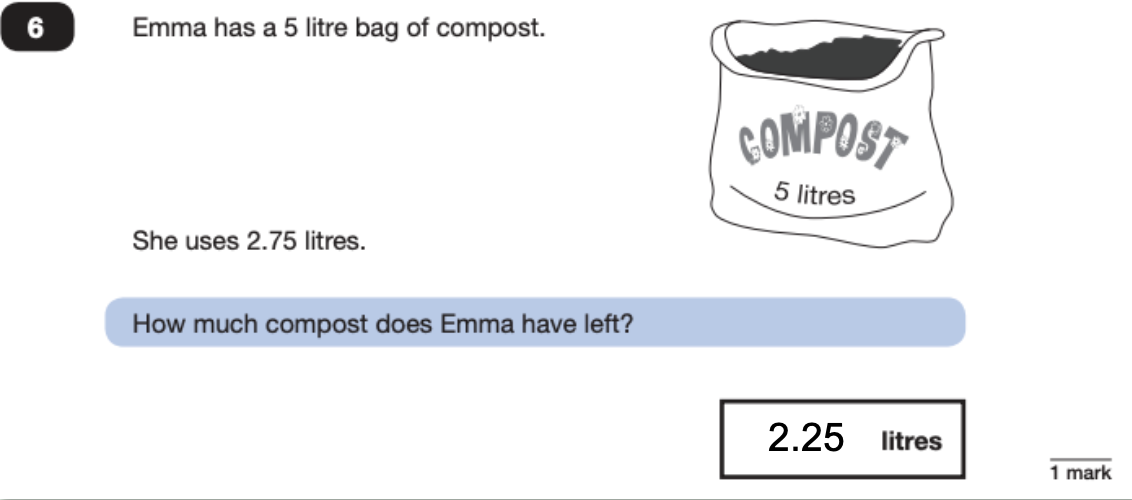 6
Emma has a 5 litre bag of compost.
COMPOST
5 litres
She uses 2.75 litres.
How much compost does Emma have left?
2.25 litres
1 mark